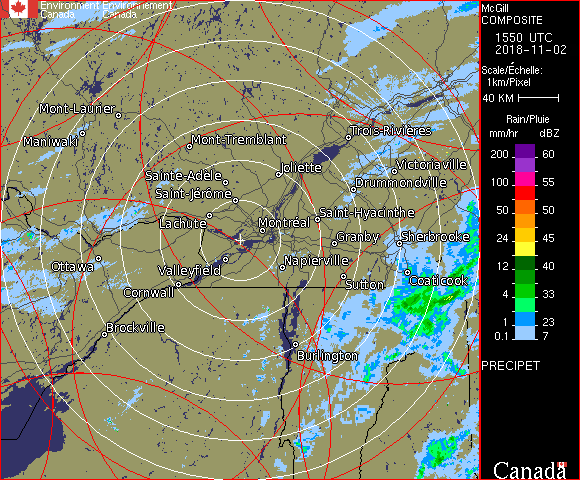 Environment Environnement
Canada Canada
McGill
COMPOSITE
1550 UTC
2018-11-02
Scale/Échelle:
1km/Pixel
40 KM
Rain/Pluie
mm/hr dBZ
200 60
100 55
50 50
24 45
12 40
4 33
1 23
0.1 7
PRECIPET
Canada
Mont-Laurier
Maniwaki
Mont-Tremblant
Trois-Rivières
Joliette
Victoriaville
Sainte-Adèle
Drummondville
Saint-Jérôme
Lachute
Saint-Hyacinthe
Montréal
Granby
Sherbrooke
Ottawa
Valleyfield
Napierville
Cornwall
Sutton
Coaticook
Brockville
Burlington